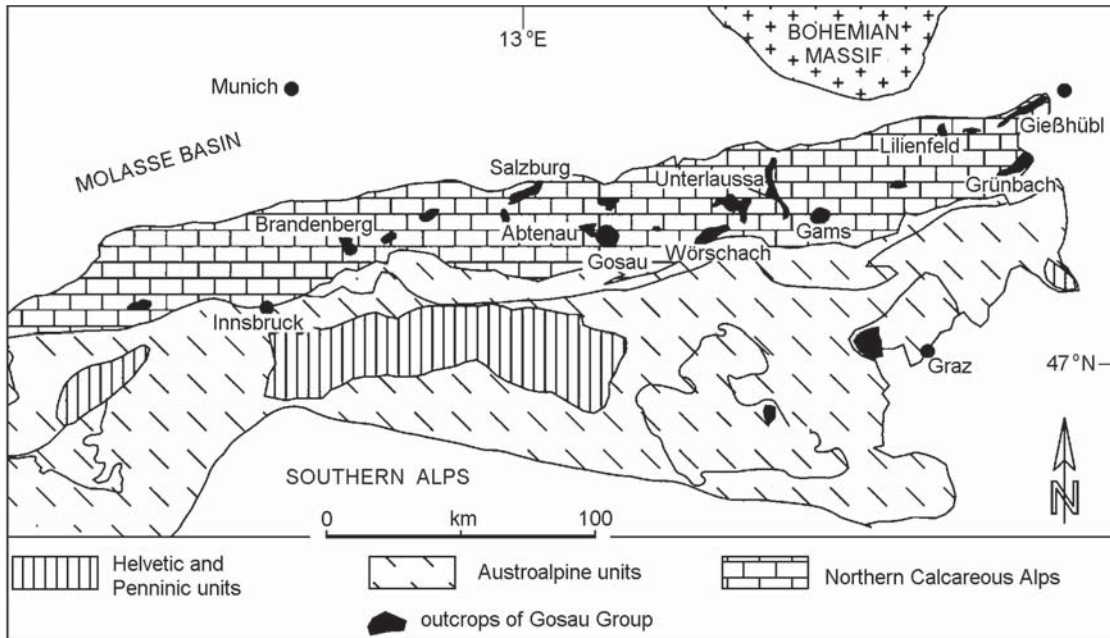 13°E
BOHEMIAN
MASSIF
Munich
MOLASSE BASIN
Gießhübl
Lilienfeld
Salzburg
Unterlaussa
Grünbach
Brandenberg
Abtenau
Gams
Gosau
Wörschach
Innsbruck
Graz
47°N
SOUTHERN ALPS
N
0 km 100
Helvetic and
Penninic units
Austroalpine units
Northern Calcareous Alps
outcrops of Gosau Group